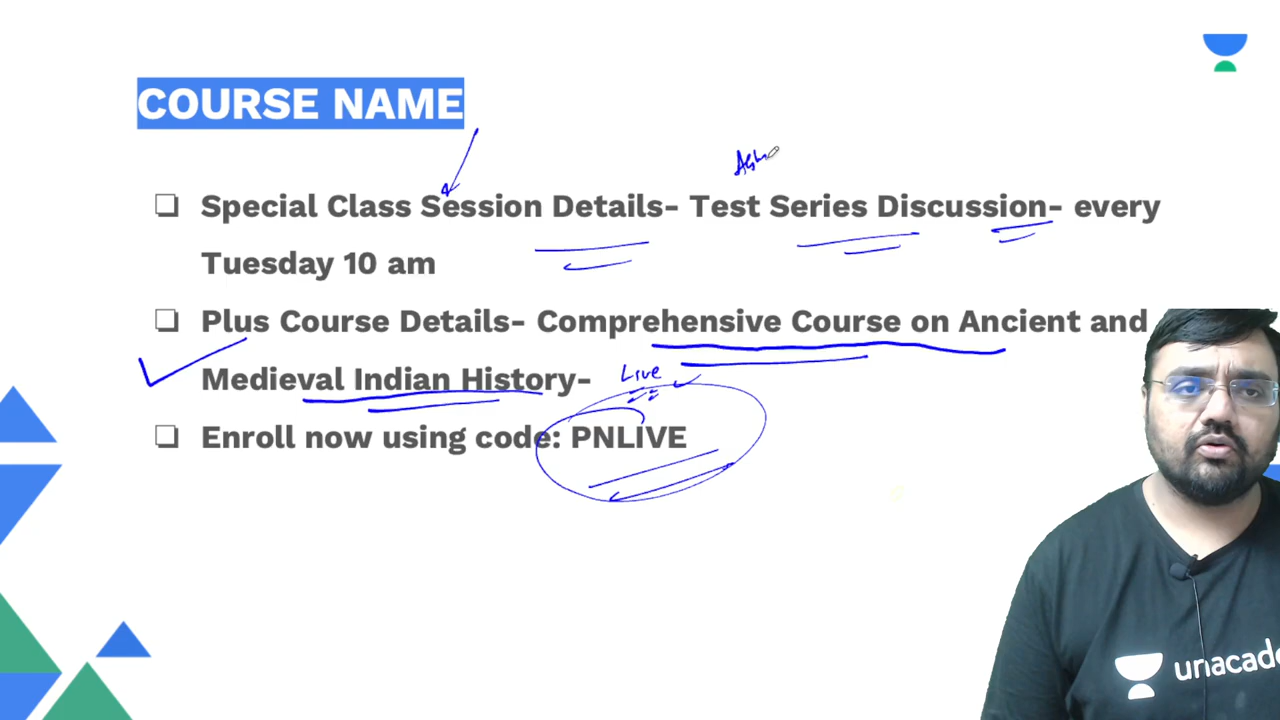 COURSE NAME
❏ Special Class Session Details- Test Series Discussion- every
Tuesday 10 am
❏ Plus Course Details- Comprehensive Course on Ancient and
Medieval Indian History-
Live
❏ Enroll now using code: PNLIVE
unacade